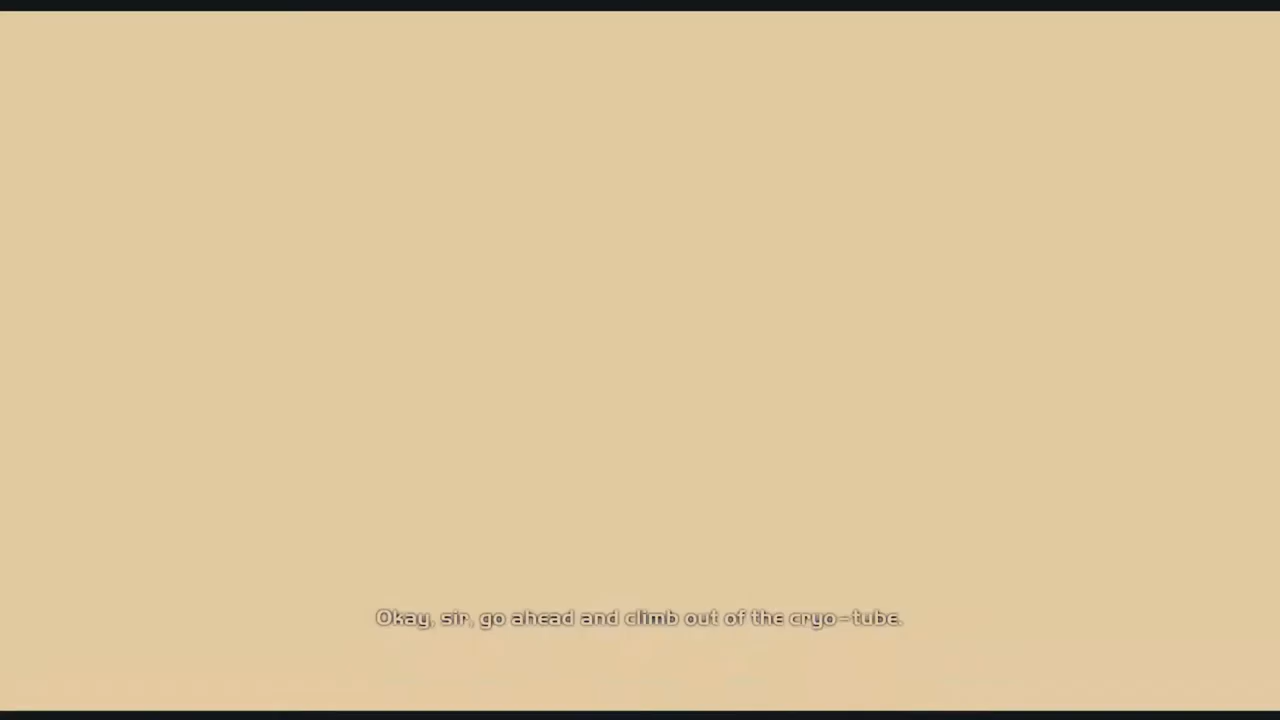 Okay, sir, go ahead and climb out of the cryo-tube.